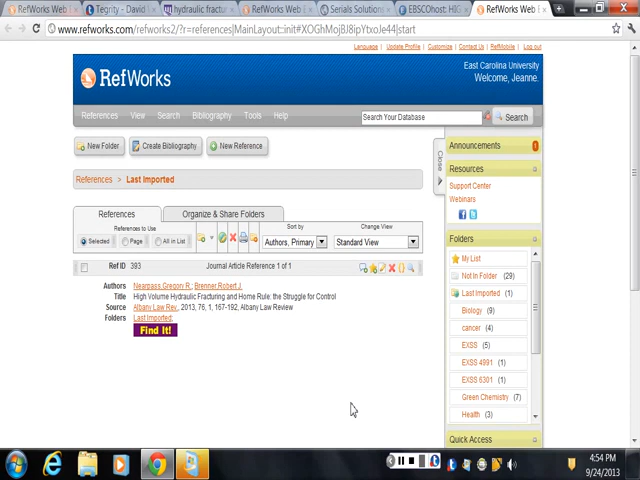 RefWorks Web B
Tegrity - David L
hydraulic fractur
RefWorks Web E
Serials Solution:
EBSCOhost: HIG
RefWorks Web E
www.refworks.com/refworks2/?r=references|MainLayout::init#
Language | Update Profile | Customize | Contact Us | RefMobile | Log out
RefWorks
East Carolina University
Welcome, Jeanne.
References View Search Bibliography Tools Help
Search Your Database
Search
New Folder
Create Bibliography
New Reference
Close
References > Last Imported
References
Organize & Share Folders
References to Use
Selected
Page
All in List
Sort by
Authors, Primary
Change View
Standard View
Ref ID 393
Journal Article Reference 1 of 1
Authors Nearpass,Gregory R.; Brenner,Robert J.
Title High Volume Hydraulic Fracturing and Home Rule: the Struggle for Control
Source Albany Law Rev., 2013, 76, 1, 167-192, Albany Law Review
Folders Last Imported;
Find It!
Announcements
Resources
Support Center
Webinars
Folders
My List
Not In Folder (29)
Last Imported (1)
Biology (9)
cancer (4)
EXSS (5)
EXSS 4991 (1)
EXSS 6301 (1)
Green Chemistry (7)
Health (3)
Quick Access
4:54 PM
9/24/2013